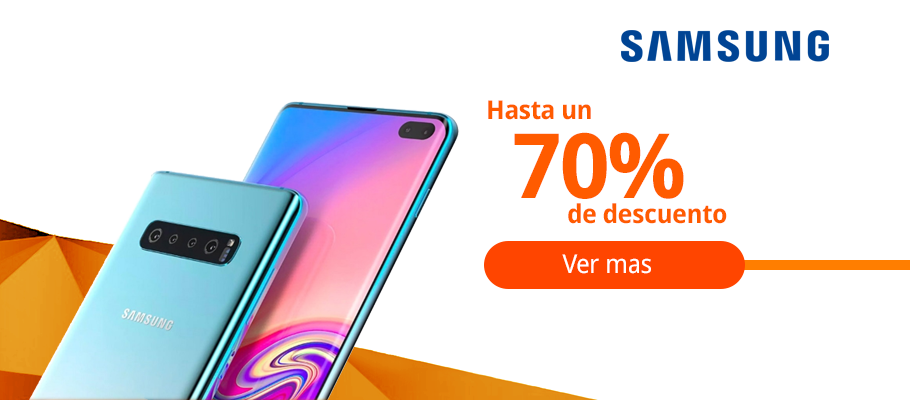 SAMSUNG
Hasta un
70%
de descuento
Ver mas
SAMSUNG